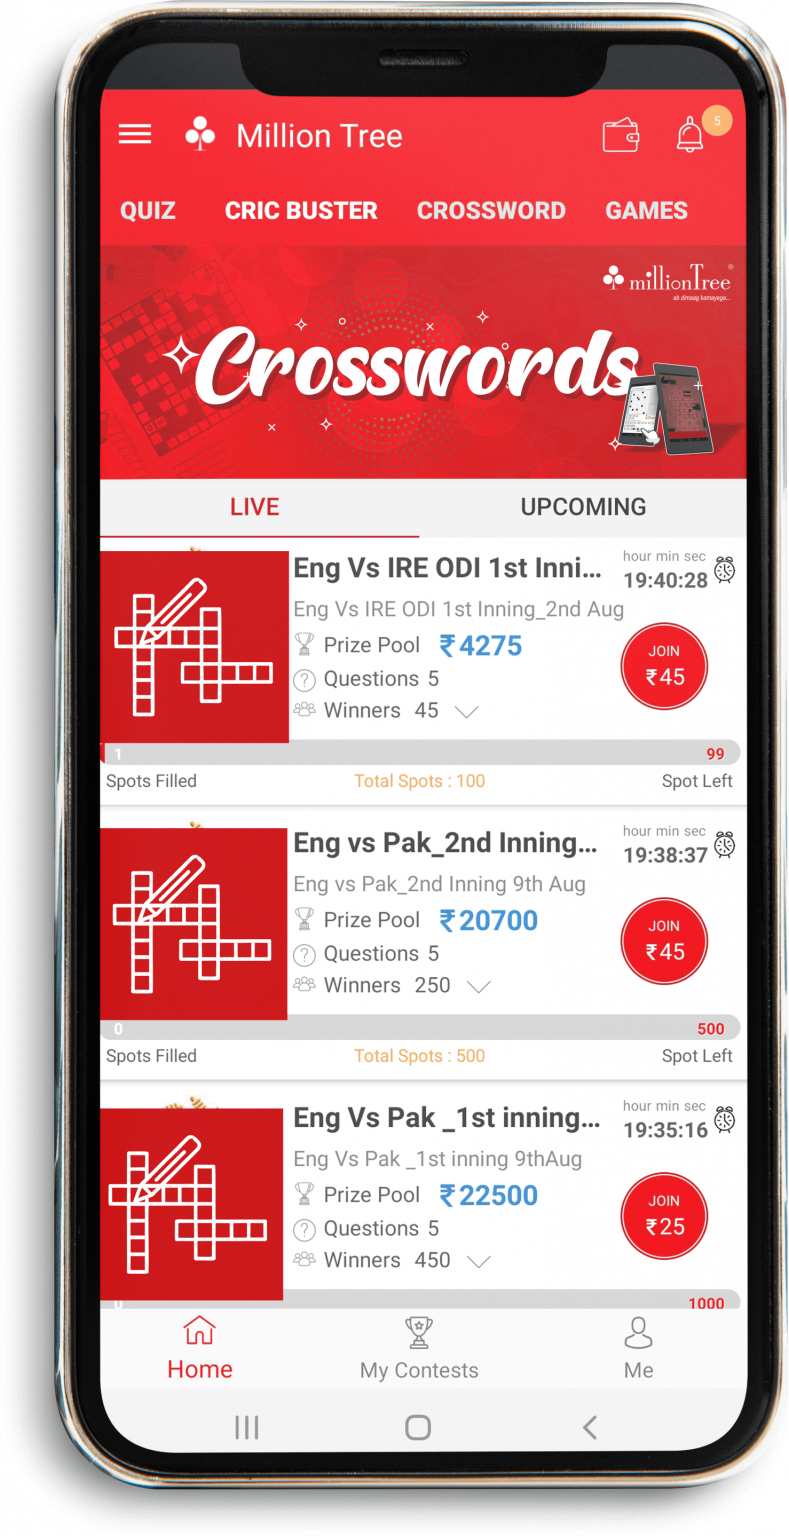 Million Tree
5
QUIZ CRIC BUSTER CROSSWORD GAMES
millionTree®
ab dimaag kamayega...
Crosswords
LIVE UPCOMING
Eng Vs IRE ODI 1st Inni...
hour min sec
19:40:28
Eng Vs IRE ODI 1st Inning_2nd Aug
Prize Pool ₹4275
JOIN
₹45
Questions 5
Winners 45
1 99
Spots Filled Total Spots : 100 Spot Left
Eng vs Pak_2nd Inning...
hour min sec
19:38:37
Eng vs Pak_2nd Inning 9th Aug
Prize Pool ₹20700
JOIN
₹45
Questions 5
Winners 250
0 500
Spots Filled Total Spots : 500 Spot Left
Eng Vs Pak _1st inning...
hour min sec
19:35:16
Eng Vs Pak _1st inning 9thAug
Prize Pool ₹22500
JOIN
₹25
Questions 5
Winners 450
0 1000
Home My Contests Me